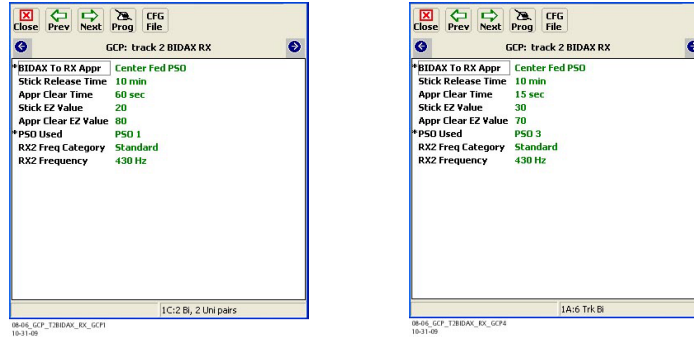 Close Prev Next Prog CFG File
GCP: track 2 BIDAX RX
*BIDAX To RX Appr Center Fed PSO
Stick Release Time 10 min
Appr Clear Time 60 sec
Stick EZ Value 20
Appr Clear EZ Value 80
*PSO Used PSO 1
RX2 Freq Category Standard
RX2 Frequency 430 Hz
1C:2 Bi, 2 Uni pairs
08-06_GCP_T2BIDAX_RX_GCP1
10-31-09
Close Prev Next Prog CFG File
GCP: track 2 BIDAX RX
*BIDAX To RX Appr Center Fed PSO
Stick Release Time 10 min
Appr Clear Time 15 sec
Stick EZ Value 30
Appr Clear EZ Value 70
*PSO Used PSO 3
RX2 Freq Category Standard
RX2 Frequency 430 Hz
1A:6 Trk Bi
08-06_GCP_T2BIDAX_RX_GCP4
10-31-09